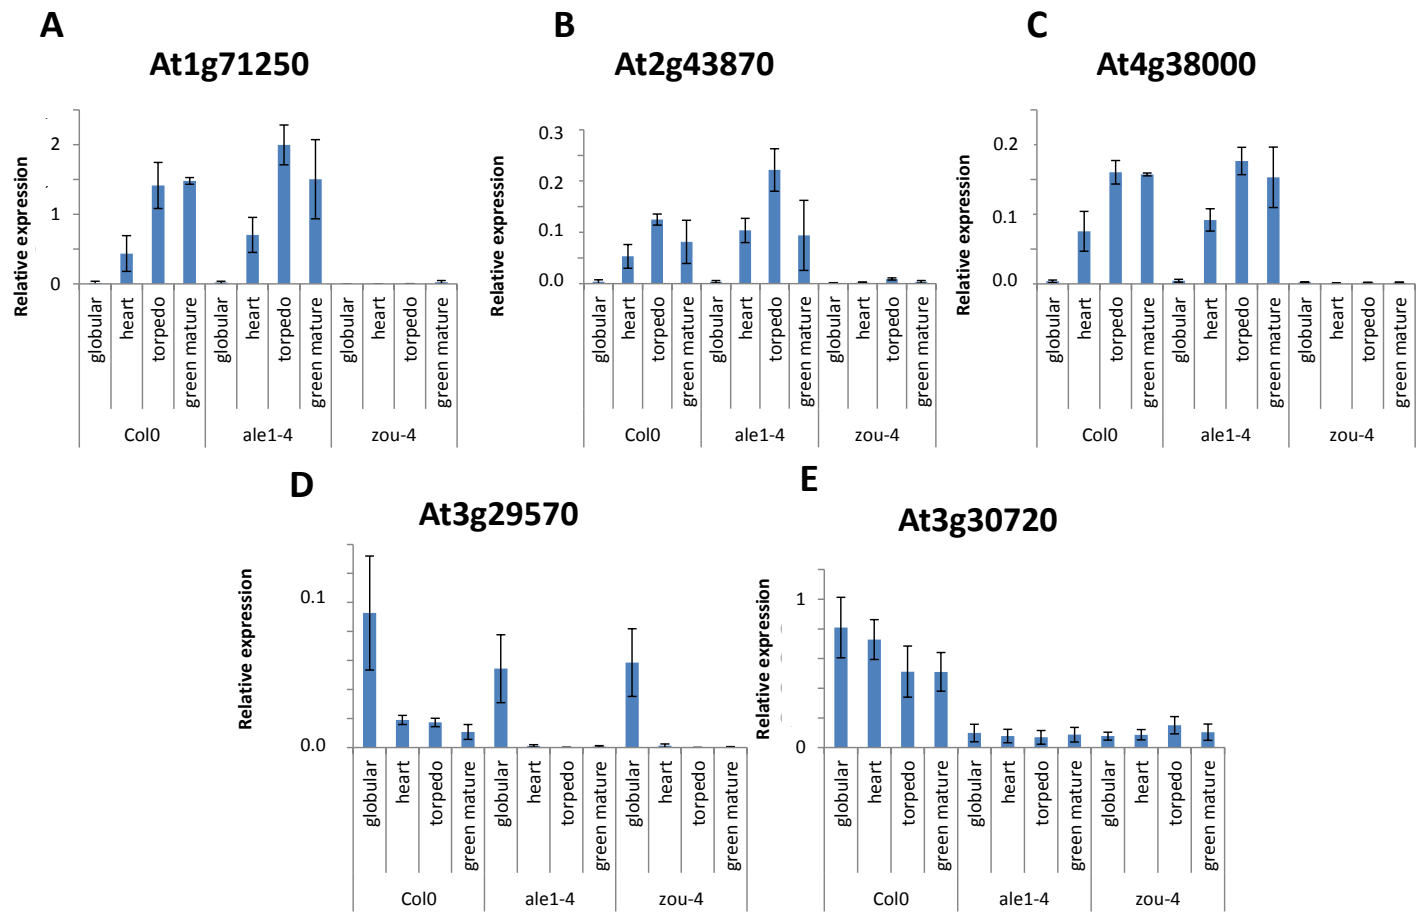 A
At1g71250
Relative expression
2
1
0
globular
heart
torpedo
green mature
globular
heart
torpedo
green mature
globular
heart
torpedo
green mature
Col0
ale1-4
zou-4
B
At2g43870
Relative expression
0.3
0.2
0.1
0.0
globular
heart
torpedo
green mature
globular
heart
torpedo
green mature
globular
heart
torpedo
green mature
Col0
ale1-4
zou-4
C
At4g38000
Relative expression
0.2
0.1
0.0
globular
heart
torpedo
green mature
globular
heart
torpedo
green mature
globular
heart
torpedo
green mature
Col0
ale1-4
zou-4
D
At3g29570
Relative expression
0.1
0.0
globular
heart
torpedo
green mature
globular
heart
torpedo
green mature
globular
heart
torpedo
green mature
Col0
ale1-4
zou-4
E
At3g30720
Relative expression
1
0
globular
heart
torpedo
green mature
globular
heart
torpedo
green mature
globular
heart
torpedo
green mature
Col0
ale1-4
zou-4